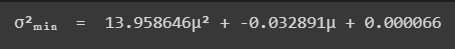 σ²ₘᵢₙ = 13.958646μ² + -0.032891μ + 0.000066